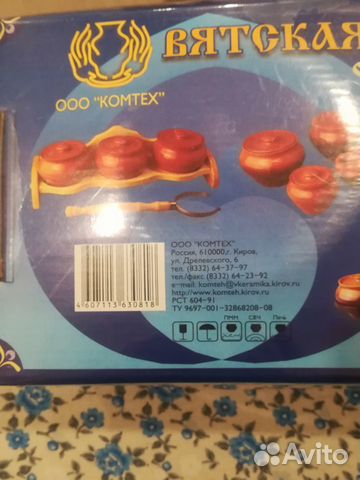 ВЯТСКАЯ
ООО "КОМТЕХ"
ООО "КОМТЕХ"
Россия, 610000, г. Киров,
ул. Дрелевского, 6
тел. (8332) 64-37-97
тел./факс (8332) 64-23-92
e-mail: komteh@vkeramika.kirov.ru
www.komteh.kirov.ru
РСТ 604-91
ТУ 9697-001-32868208-08
ПММ СВЧ Печь
4 607113 630818
Avito